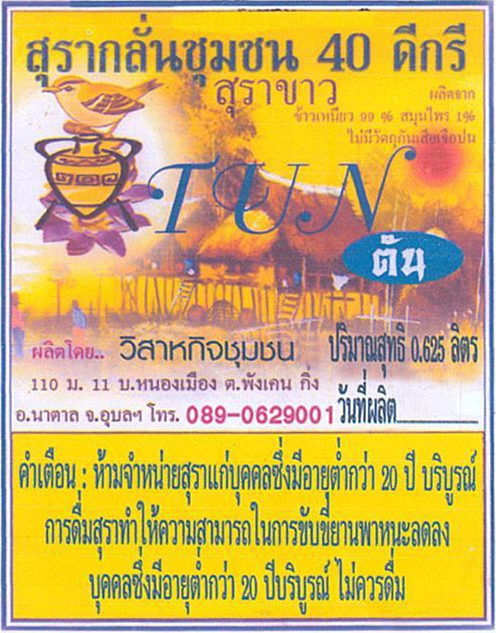 สุรากลั่นชุมชน 40 ดีกรี
สุราขาว
ผลิตจาก
ข้าวเหนียว 99 % สมุนไพร 1%
ไม่มีวัตถุกันเสียเจือปน
TUN
ต้น
ผลิตโดย.. วิสาหกิจชุมชน
ปริมาณสุทธิ 0.625 ลิตร
110 ม. 11 บ.หนองเมือง ต.พังเคน กิ่ง
อ.นาตาล จ.อุบลฯ โทร. 089-0629001
วันที่ผลิต
คำเตือน : ห้ามจำหน่ายสุราแก่บุคคลซึ่งมีอายุต่ำกว่า 20 ปี บริบูรณ์
การดื่มสุราทำให้ความสามารถในการขับขี่ยานพาหนะลดลง
บุคคลซึ่งมีอายุต่ำกว่า 20 ปีบริบูรณ์ ไม่ควรดื่ม